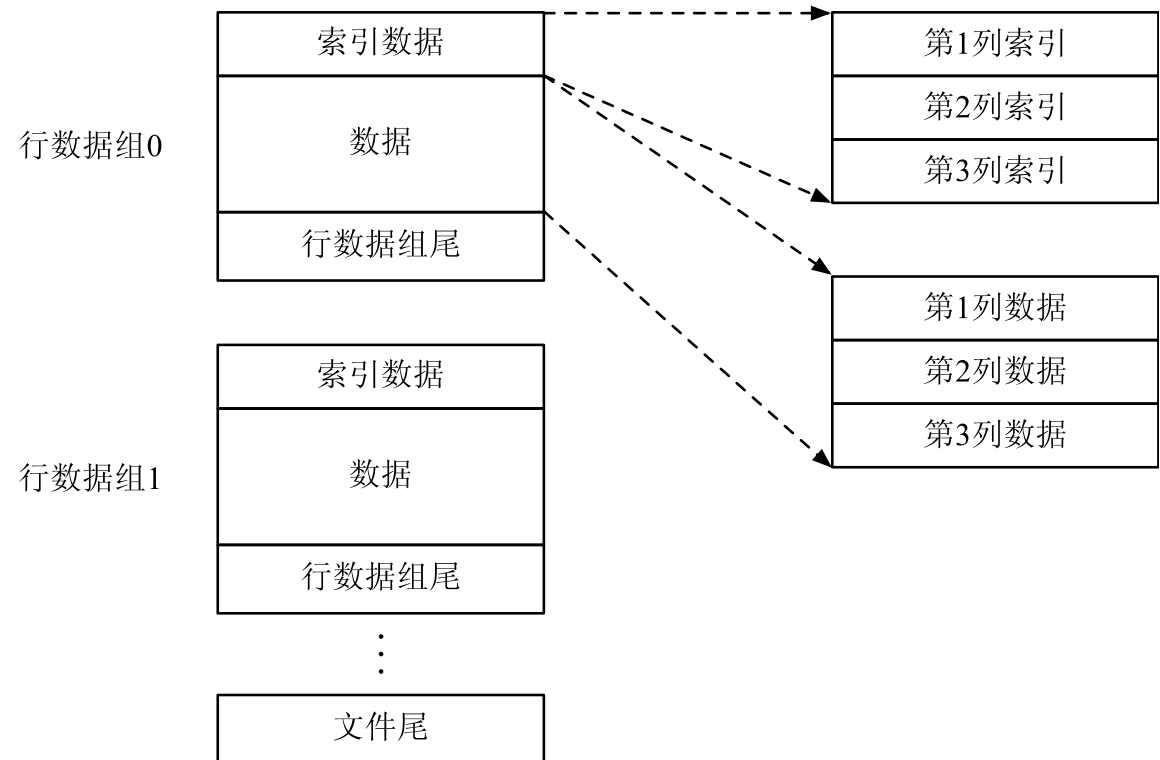 索引数据
行数据组0
数据
行数据组尾
第1列索引
第2列索引
第3列索引
第1列数据
第2列数据
第3列数据
索引数据
行数据组1
数据
行数据组尾
⋮
文件尾